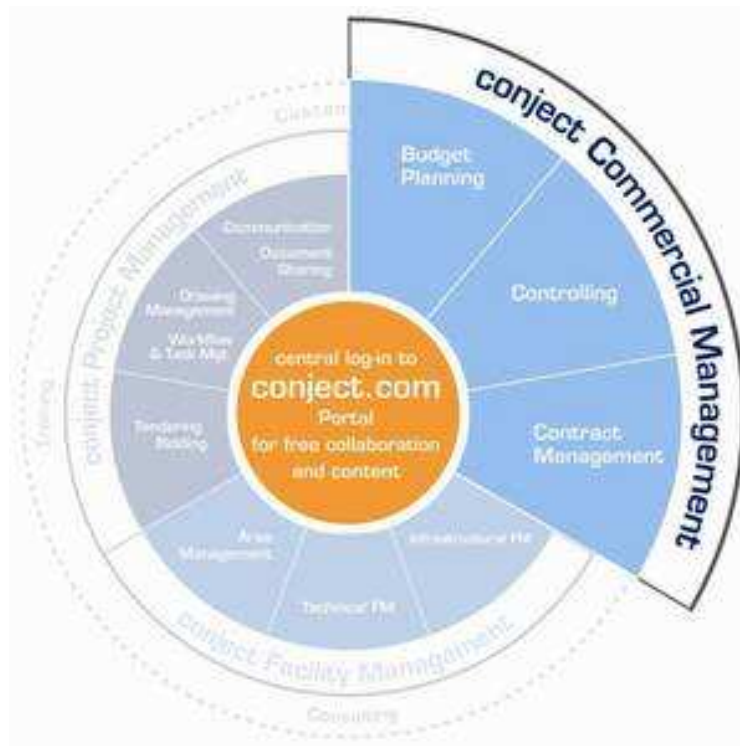 conject Commercial Management
Budget
Planning
Controlling
Contract
Management
central log-in to
conject.com
Portal
for free collaboration
and content
conject Project Management
Communication
Document
Sharing
Drawing
Management
Workflow
& Task Mgt.
Tendering
Bidding
conject Facility Management
Area
Management
Technical FM
Infrastructural FM
Training
Consulting